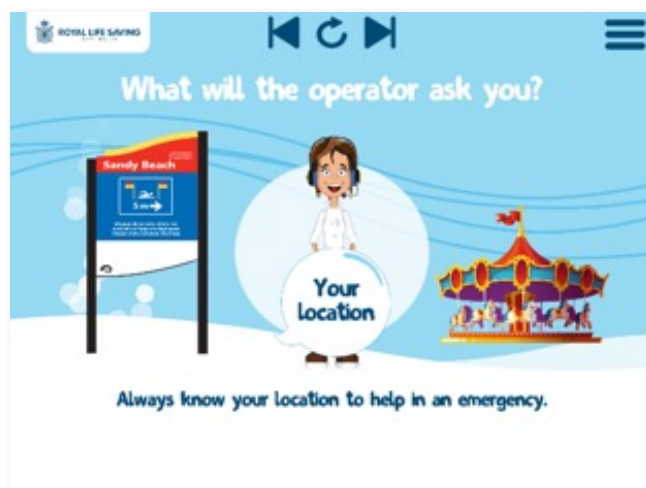 ROYAL LIFE SAVING
What will the operator ask you?
Sandy Beach
Your
location
Always know your location to help in an emergency.